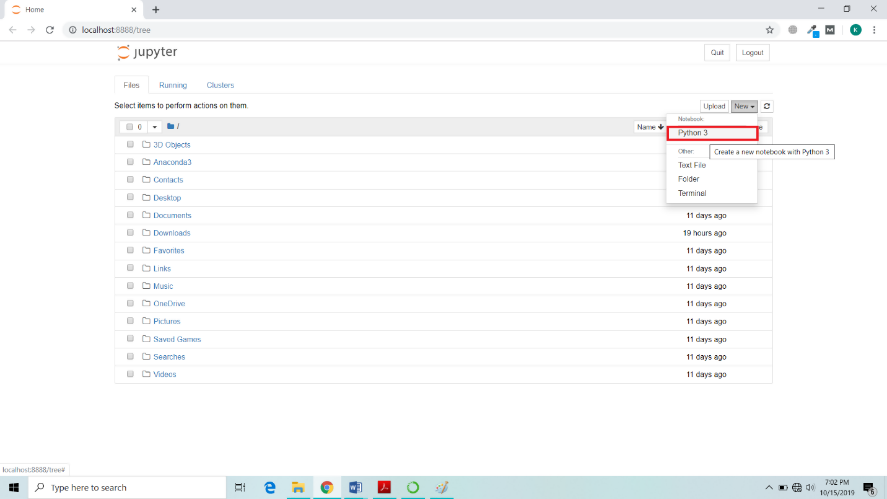 Home
localhost:8888/tree
K
jupyter
Quit
Logout
Files
Running
Clusters
Select items to perform actions on them.
Upload
New
0
/
Name
Notebook:
Python 3
Create a new notebook with Python 3
Other:
Text File
Folder
Terminal
3D Objects
Anaconda3
Contacts
Desktop
Documents
11 days ago
Downloads
19 hours ago
Favorites
11 days ago
Links
11 days ago
Music
11 days ago
OneDrive
11 days ago
Pictures
11 days ago
Saved Games
11 days ago
Searches
11 days ago
Videos
11 days ago
localhost:8888/tree#
Type here to search
7:02 PM
10/15/2019
6